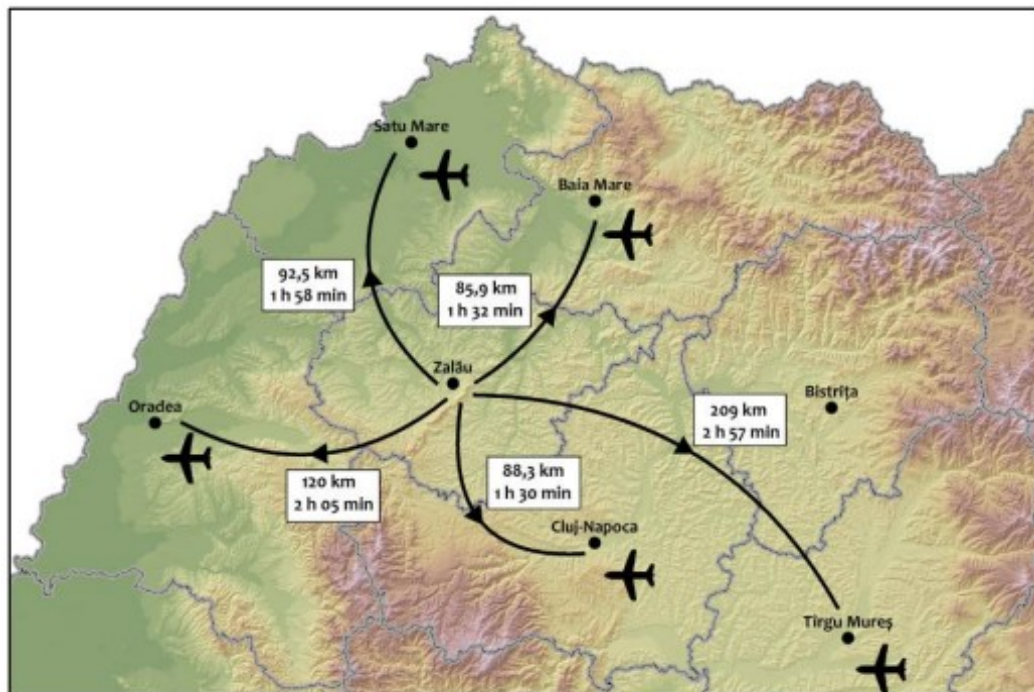 Satu Mare
Baia Mare
92,5 km
1 h 58 min
85,9 km
1 h 32 min
Zalău
Bistrița
Oradea
209 km
2 h 57 min
120 km
2 h 05 min
88,3 km
1 h 30 min
Cluj-Napoca
Tîrgu Mureș